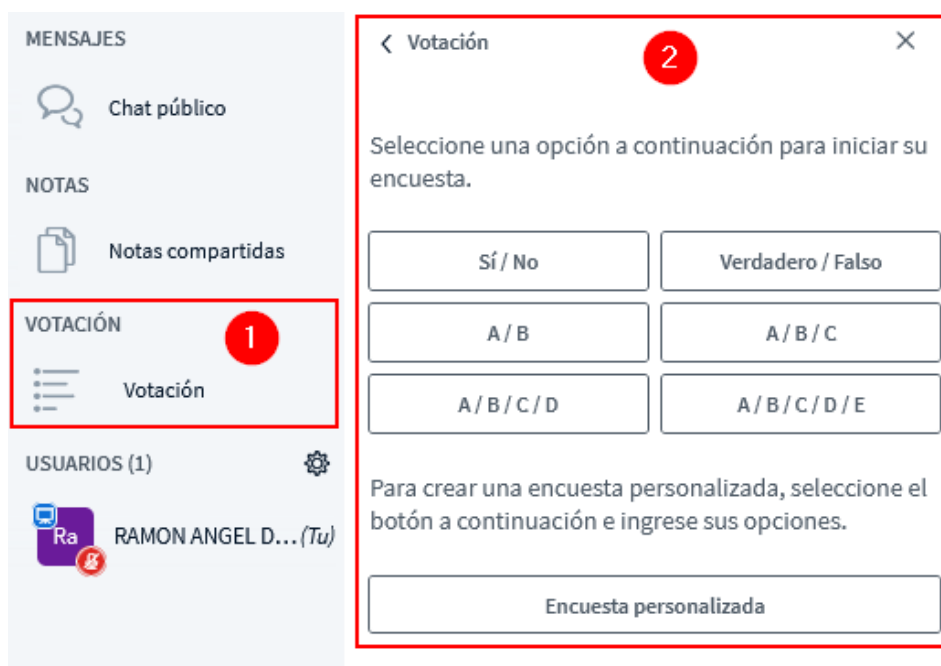 MENSAJES
Chat público
NOTAS
Notas compartidas
VOTACIÓN
1
Votación
USUARIOS (1)
Ra
RAMON ANGEL D... (Tu)
Votación
2
Seleccione una opción a continuación para iniciar su
encuesta.
Sí / No
Verdadero / Falso
A / B
A / B / C
A / B / C / D
A / B / C / D / E
Para crear una encuesta personalizada, seleccione el
botón a continuación e ingrese sus opciones.
Encuesta personalizada